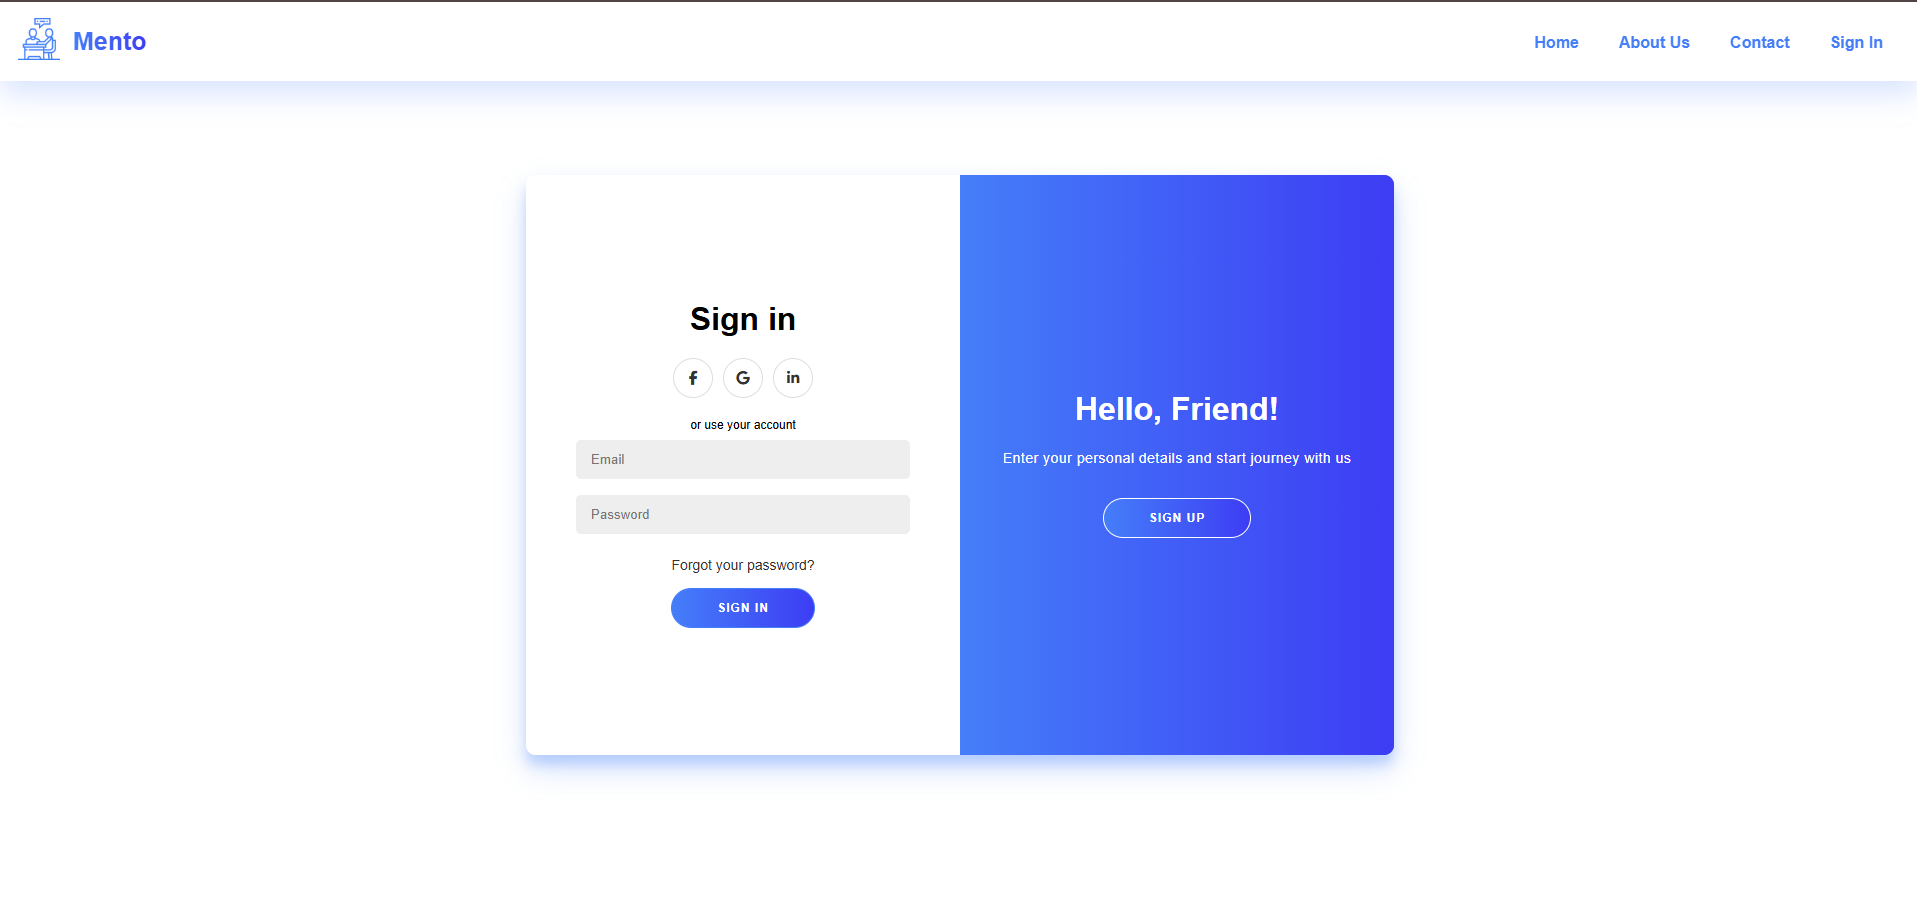 Mento
Home About Us Contact Sign In
Sign in
or use your account
Email
Password
Forgot your password?
SIGN IN
Hello, Friend!
Enter your personal details and start journey with us
SIGN UP